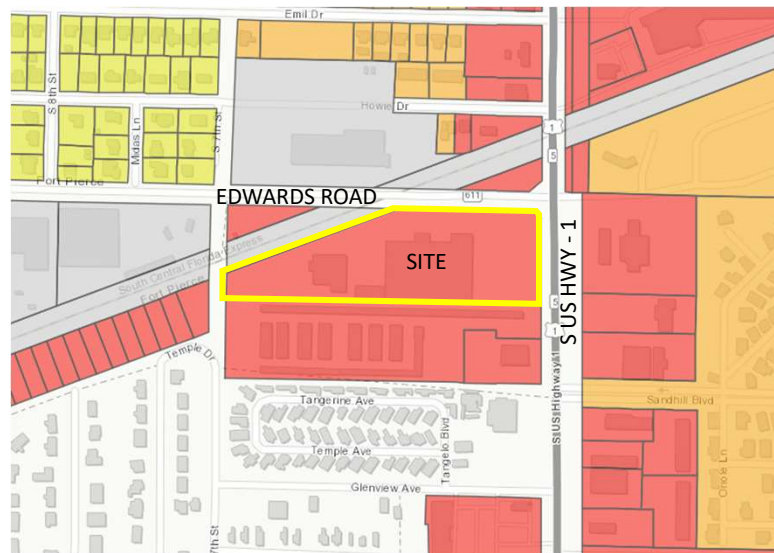 Emil Dr
S 8th St
Midas Ln
S 7th St
Howie Dr
1
5
Fort Pierce
611
EDWARDS ROAD
South Central Florida Express
Fort Pierce
SITE
S US HWY - 1
5
1
Temple Dr
S US Highway 1
Tangerine Ave
Sandhill Blvd
Temple Ave
Tangelo Blvd
Oriole Ln
Glenview Ave
7th St